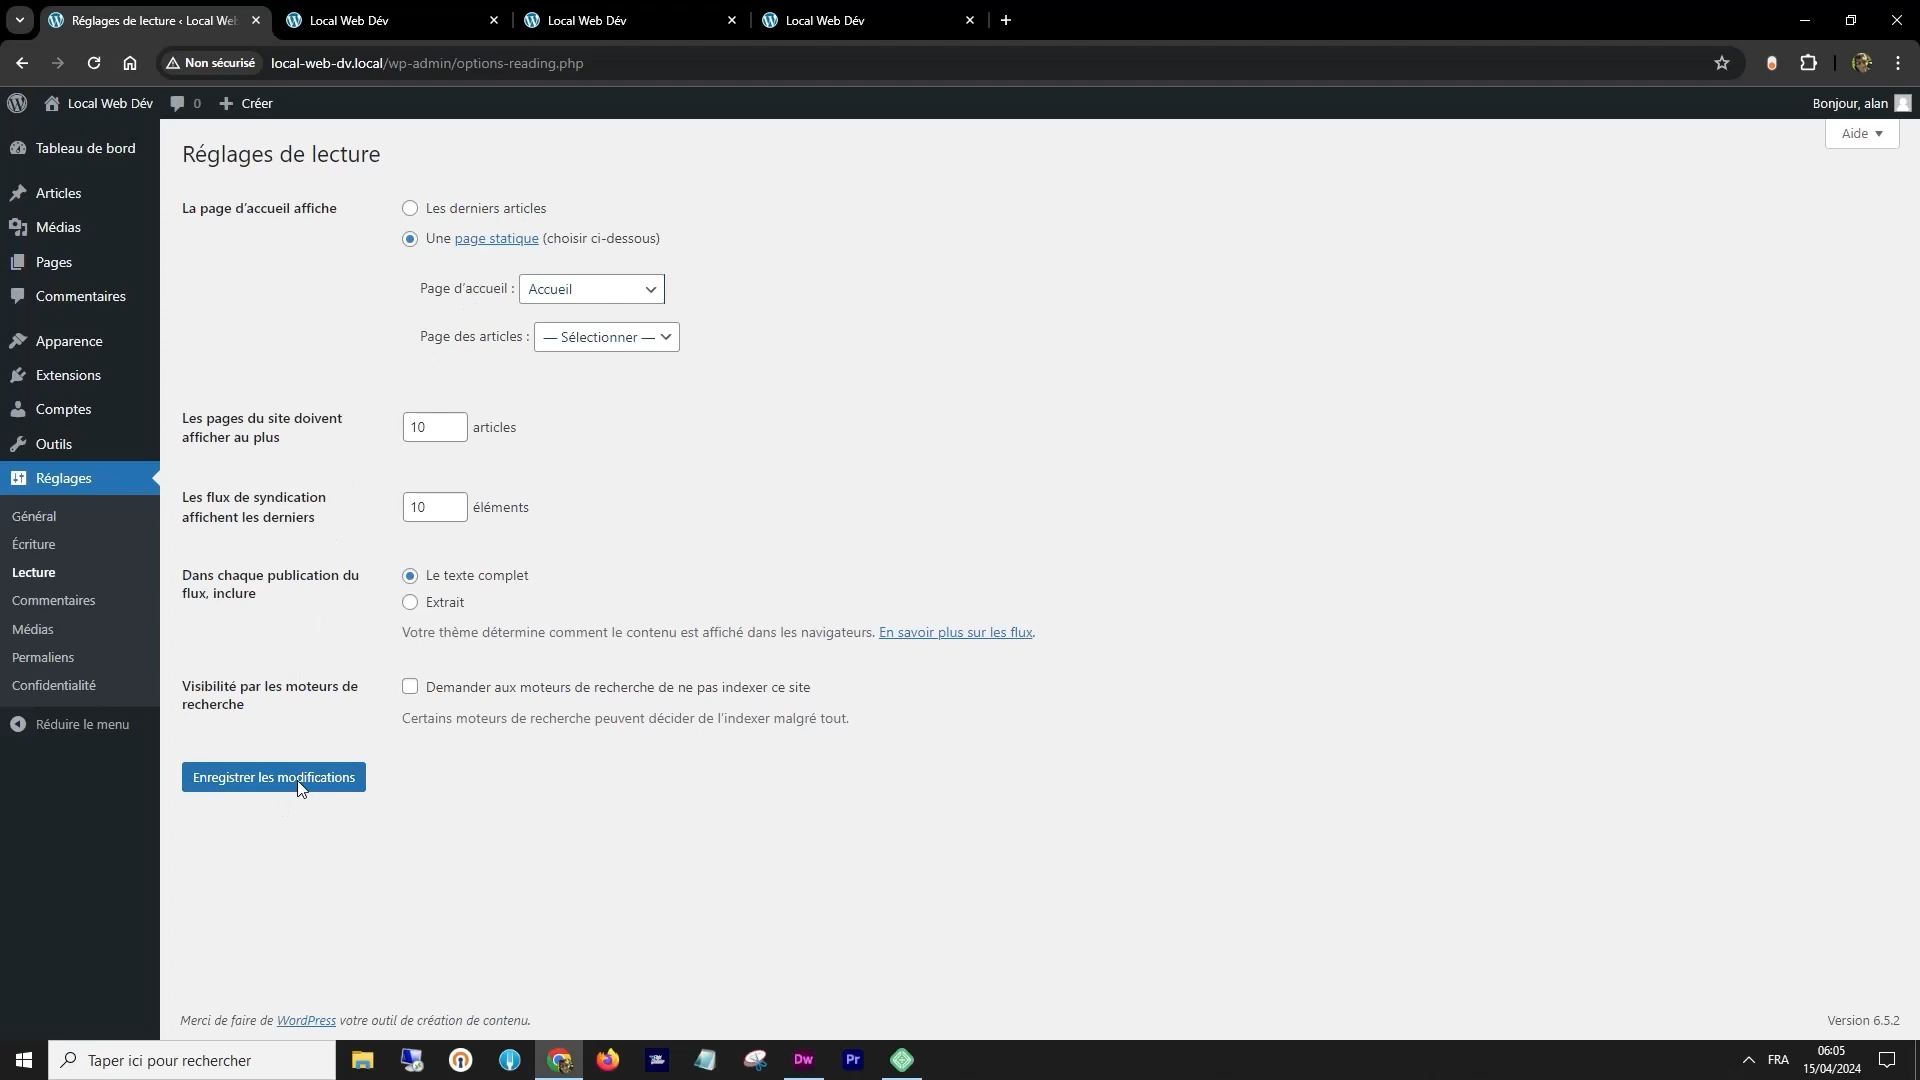 Réglages de lecture ‹ Local Web
Local Web Dév
Local Web Dév
Local Web Dév
Non sécurisé
local-web-dv.local/wp-admin/options-reading.php
Local Web Dév
0
Créer
Bonjour, alan
Aide
Tableau de bord
Articles
Médias
Pages
Commentaires
Apparence
Extensions
Comptes
Outils
Réglages
Général
Écriture
Lecture
Commentaires
Médias
Permaliens
Confidentialité
Réduire le menu
Réglages de lecture
La page d’accueil affiche
Les derniers articles
Une page statique (choisir ci-dessous)
Page d’accueil : Accueil
Page des articles : — Sélectionner —
Les pages du site doivent
afficher au plus
10 articles
Les flux de syndication
affichent les derniers
10 éléments
Dans chaque publication du
flux, inclure
Le texte complet
Extrait
Votre thème détermine comment le contenu est affiché dans les navigateurs. En savoir plus sur les flux.
Visibilité par les moteurs de
recherche
Demander aux moteurs de recherche de ne pas indexer ce site
Certains moteurs de recherche peuvent décider de l’indexer malgré tout.
Enregistrer les modifications
Merci de faire de WordPress votre outil de création de contenu.
Version 6.5.2
Taper ici pour rechercher
Dw
Pr
FRA
06:05
15/04/2024